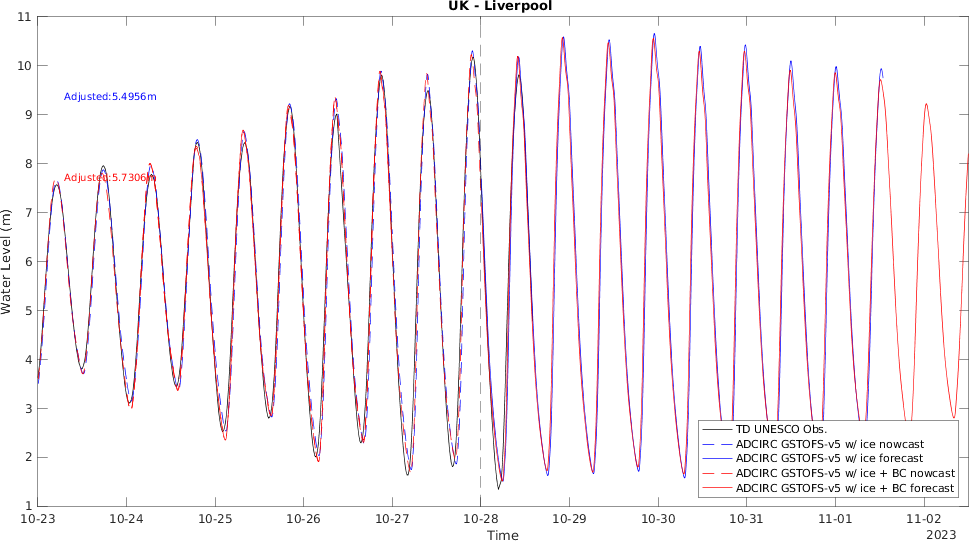 UK - Liverpool
11
10
9
8
7
6
5
4
3
2
1
Water Level (m)
Adjusted:5.4956m
Adjusted:5.7306m
TD UNESCO Obs.
ADCIRC GSTOFS-v5 w/ ice nowcast
ADCIRC GSTOFS-v5 w/ ice forecast
ADCIRC GSTOFS-v5 w/ ice + BC nowcast
ADCIRC GSTOFS-v5 w/ ice + BC forecast
10-23 10-24 10-25 10-26 10-27 10-28 10-29 10-30 10-31 11-01 11-02
Time
2023